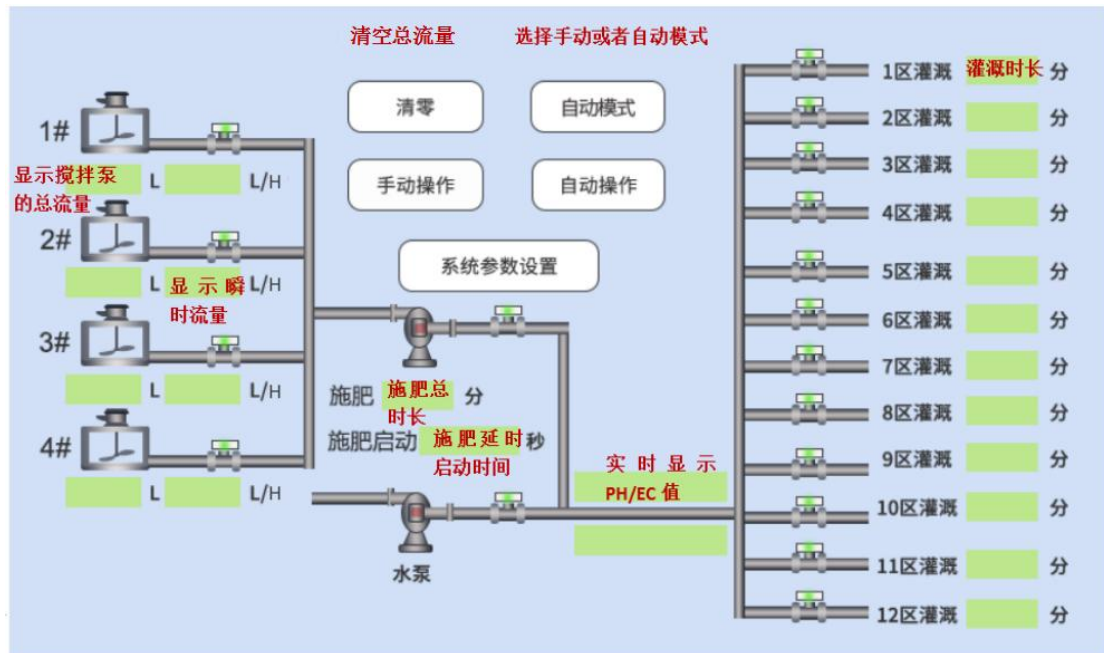 清空总流量
选择手动或者自动模式
清零
自动模式
手动操作
自动操作
系统参数设置
1#
显示搅拌泵
的总流量
L
L/H
2#
L
显示瞬
时流量
L/H
3#
L
L/H
4#
L
L/H
施肥
施肥总
时长
分
施肥启动
施肥延时
启动时间
秒
水泵
实时显示
PH/EC 值
1区灌溉 灌溉时长 分
2区灌溉 分
3区灌溉 分
4区灌溉 分
5区灌溉 分
6区灌溉 分
7区灌溉 分
8区灌溉 分
9区灌溉 分
10区灌溉 分
11区灌溉 分
12区灌溉 分